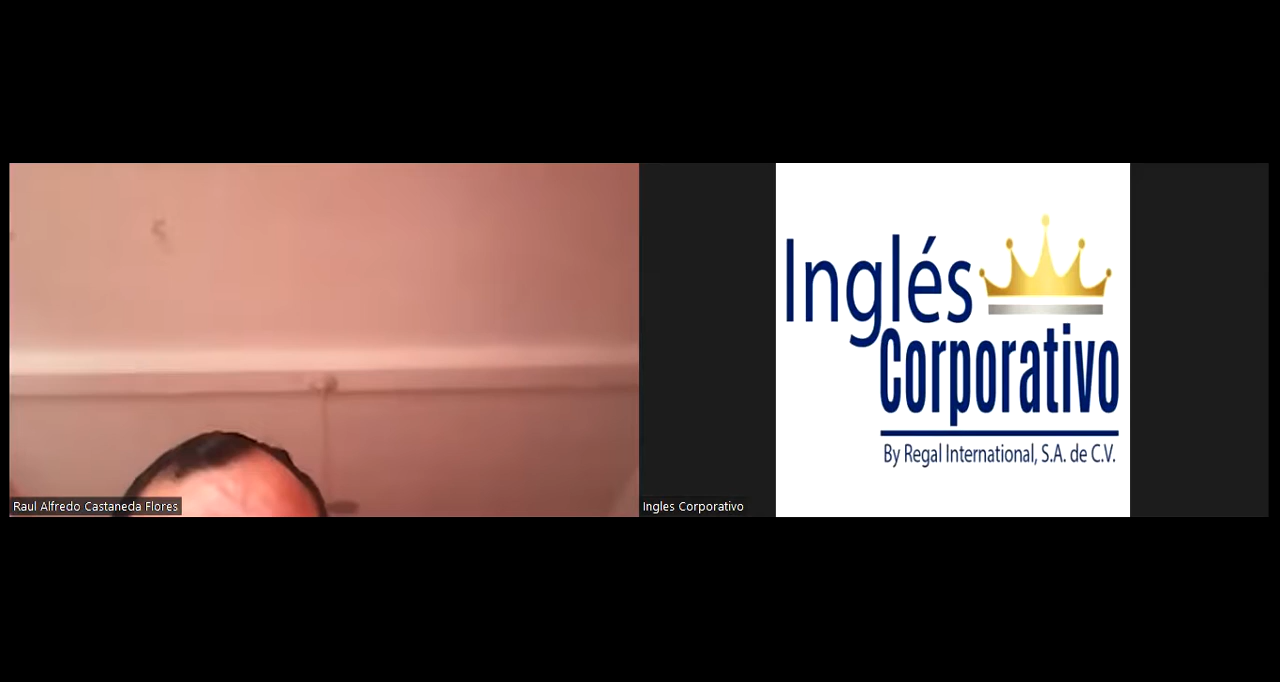 Inglés
Corporativo
By Regal International, S.A. de C.V.
Raul Alfredo Castaneda Flores
Ingles Corporativo